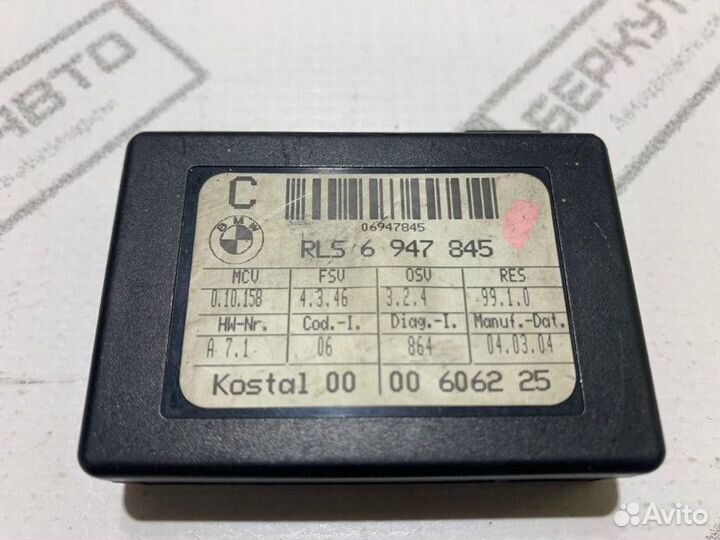 АВТО
БЕРКУТ
C
06947845
BMW
RLS 6 947 845
MCV FSV OSV RES
0.10.158 4.3.46 3.2.4 99.1.0
HW-Nr. Cod.-I. Diag.-I. Manuf.-Dat.
A 7.1 06 864 04.03.04
Kostal 00 00 6062 25
Avito